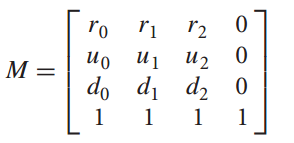 M = [ r₀ r₁ r₂ 0
u₀ u₁ u₂ 0
d₀ d₁ d₂ 0
1 1 1 1 ]